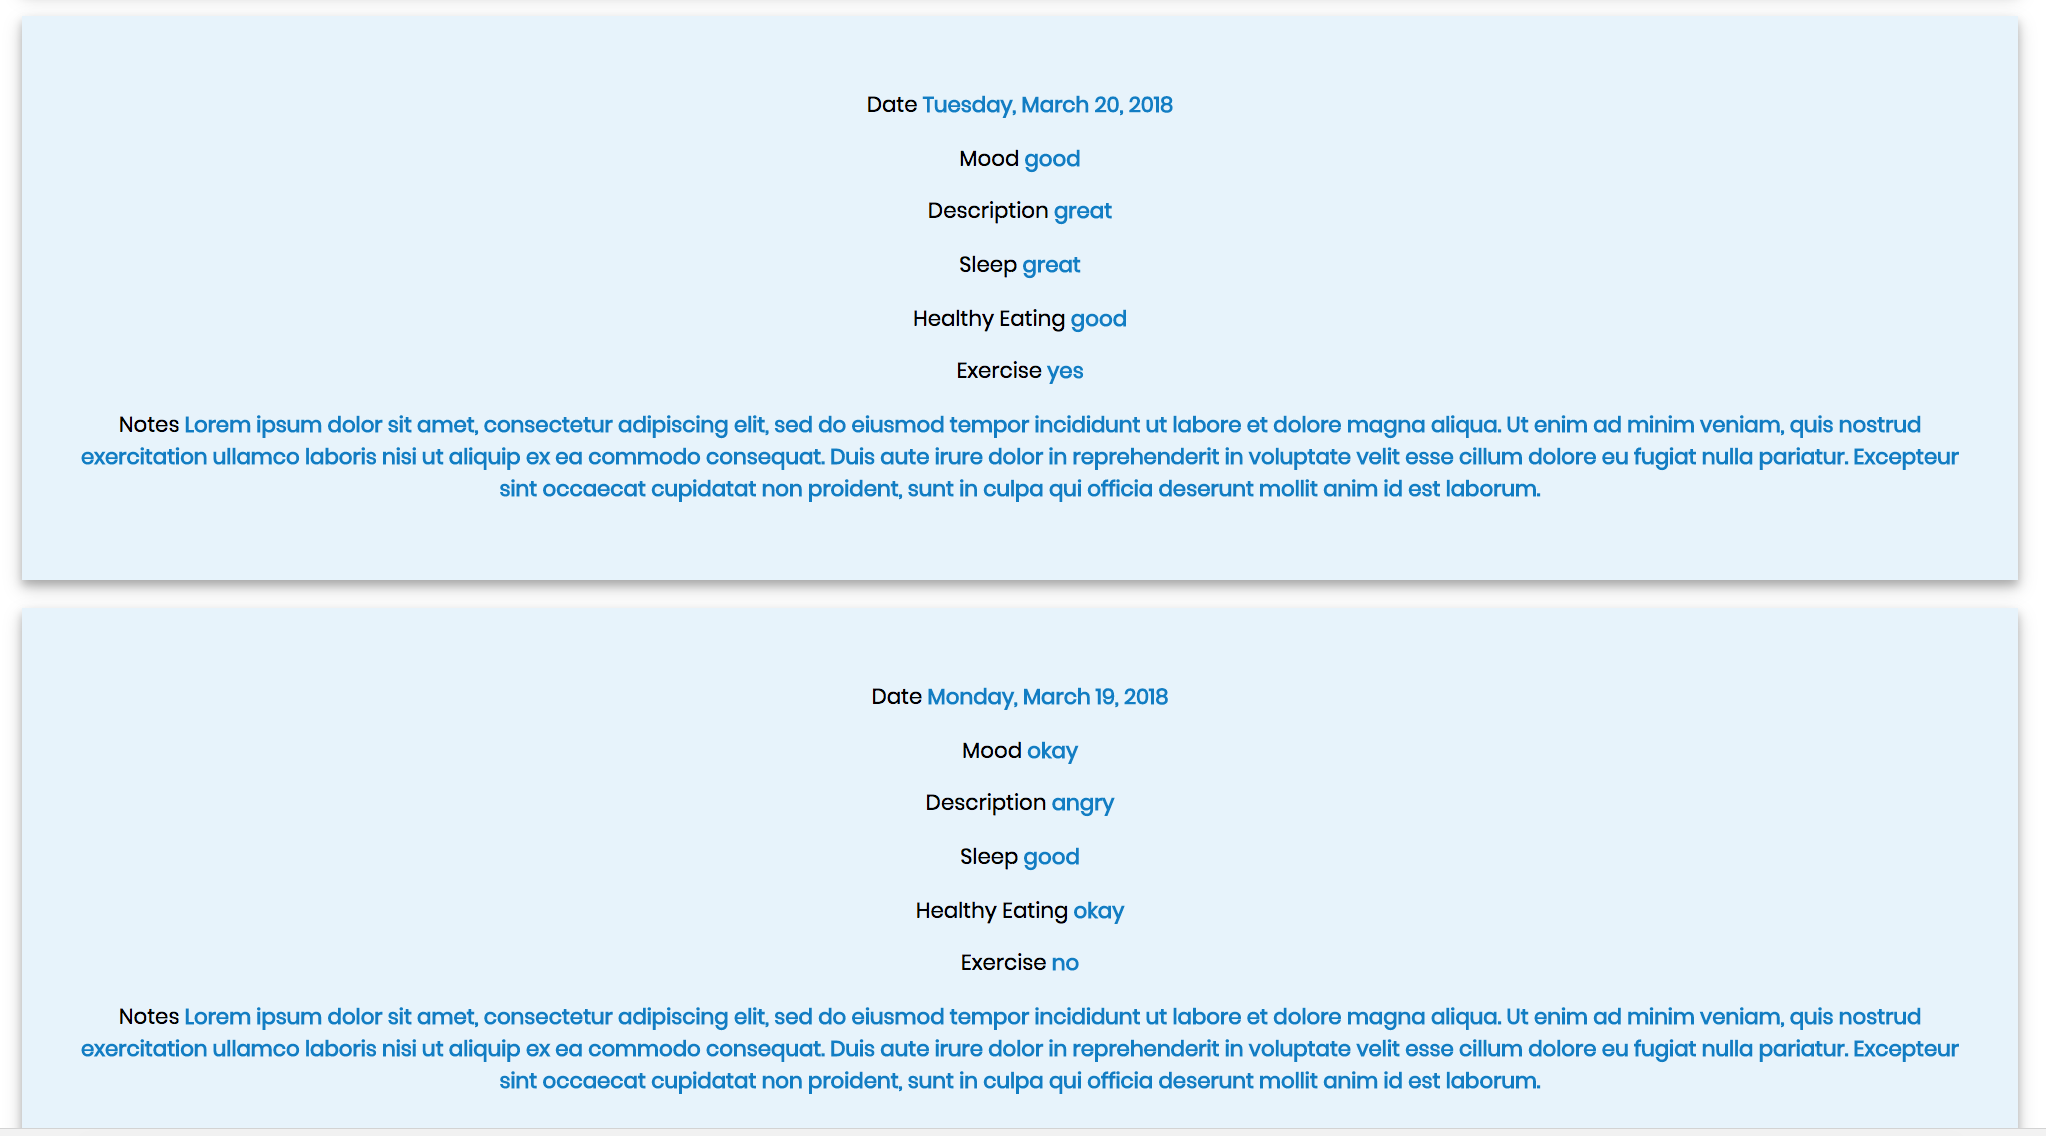 Date Tuesday, March 20, 2018
Mood good
Description great
Sleep great
Healthy Eating good
Exercise yes
Notes Lorem ipsum dolor sit amet, consectetur adipiscing elit, sed do eiusmod tempor incididunt ut labore et dolore magna aliqua. Ut enim ad minim veniam, quis nostrud
exercitation ullamco laboris nisi ut aliquip ex ea commodo consequat. Duis aute irure dolor in reprehenderit in voluptate velit esse cillum dolore eu fugiat nulla pariatur. Excepteur
sint occaecat cupidatat non proident, sunt in culpa qui officia deserunt mollit anim id est laborum.
Date Monday, March 19, 2018
Mood okay
Description angry
Sleep good
Healthy Eating okay
Exercise no
Notes Lorem ipsum dolor sit amet, consectetur adipiscing elit, sed do eiusmod tempor incididunt ut labore et dolore magna aliqua. Ut enim ad minim veniam, quis nostrud
exercitation ullamco laboris nisi ut aliquip ex ea commodo consequat. Duis aute irure dolor in reprehenderit in voluptate velit esse cillum dolore eu fugiat nulla pariatur. Excepteur
sint occaecat cupidatat non proident, sunt in culpa qui officia deserunt mollit anim id est laborum.